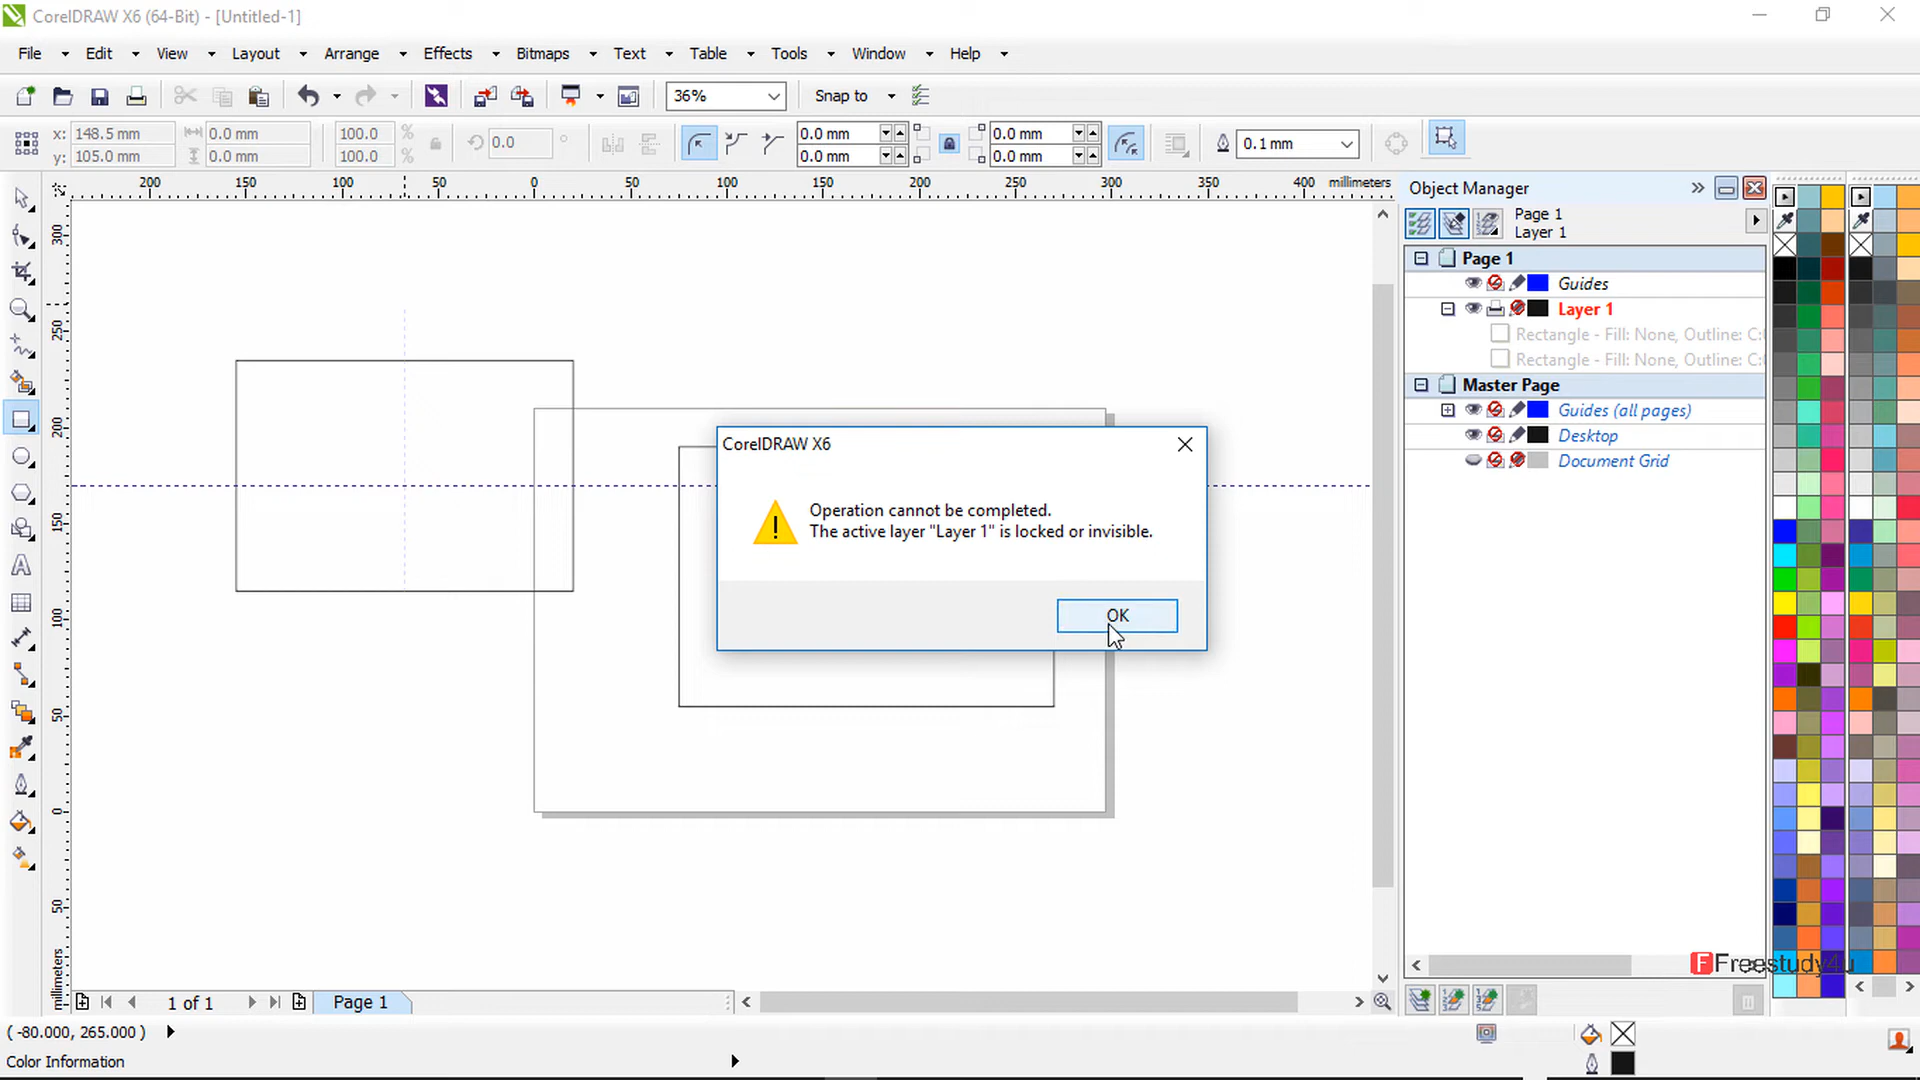 CorelDRAW X6 (64-Bit) - [Untitled-1]
File Edit View Layout Arrange Effects Bitmaps Text Table Tools Window Help
36% Snap to
x: 148.5 mm 0.0 mm 100.0 % 0.0 ° 0.0 mm 0.0 mm 0.1 mm
y: 105.0 mm 0.0 mm 100.0 % 0.0 mm 0.0 mm
200 150 100 50 0 50 100 150 200 250 300 350 400 millimeters
300
250
200
150
100
50
0
50
millimeters
Object Manager
Page 1
Layer 1
Page 1
Guides
Layer 1
Rectangle - Fill: None, Outline: C:
Rectangle - Fill: None, Outline: C:
Master Page
Guides (all pages)
Desktop
Document Grid
CorelDRAW X6
Operation cannot be completed.
The active layer "Layer 1" is locked or invisible.
OK
F Freestudy4u
1 of 1 Page 1
( -80.000, 265.000 )
Color Information